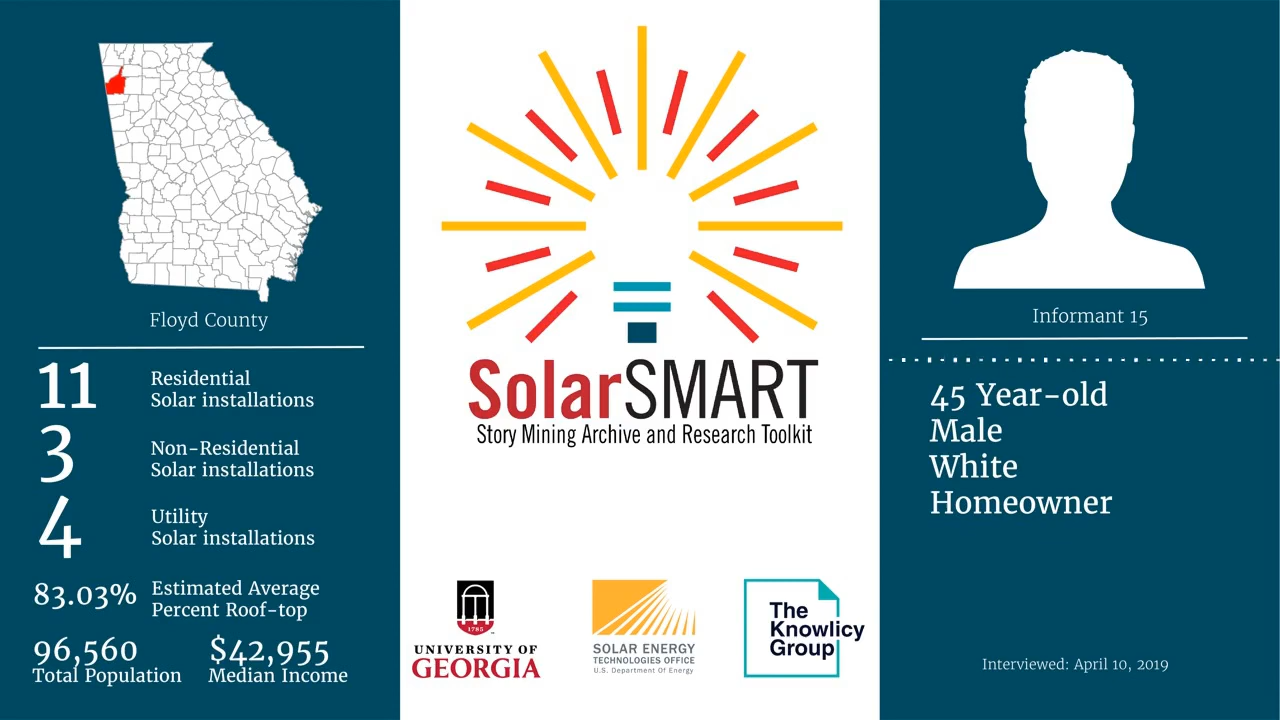 Floyd County
11
Residential
Solar installations
3
Non-Residential
Solar installations
4
Utility
Solar installations
83.03%
Estimated Average
Percent Roof-top
96,560
Total Population
$42,955
Median Income
SolarSMART
Story Mining Archive and Research Toolkit
1785
UNIVERSITY OF
GEORGIA
SOLAR ENERGY
TECHNOLOGIES OFFICE
U.S. Department Of Energy
The
Knowlicy
Group
Informant 15
45 Year-old
Male
White
Homeowner
Interviewed: April 10, 2019